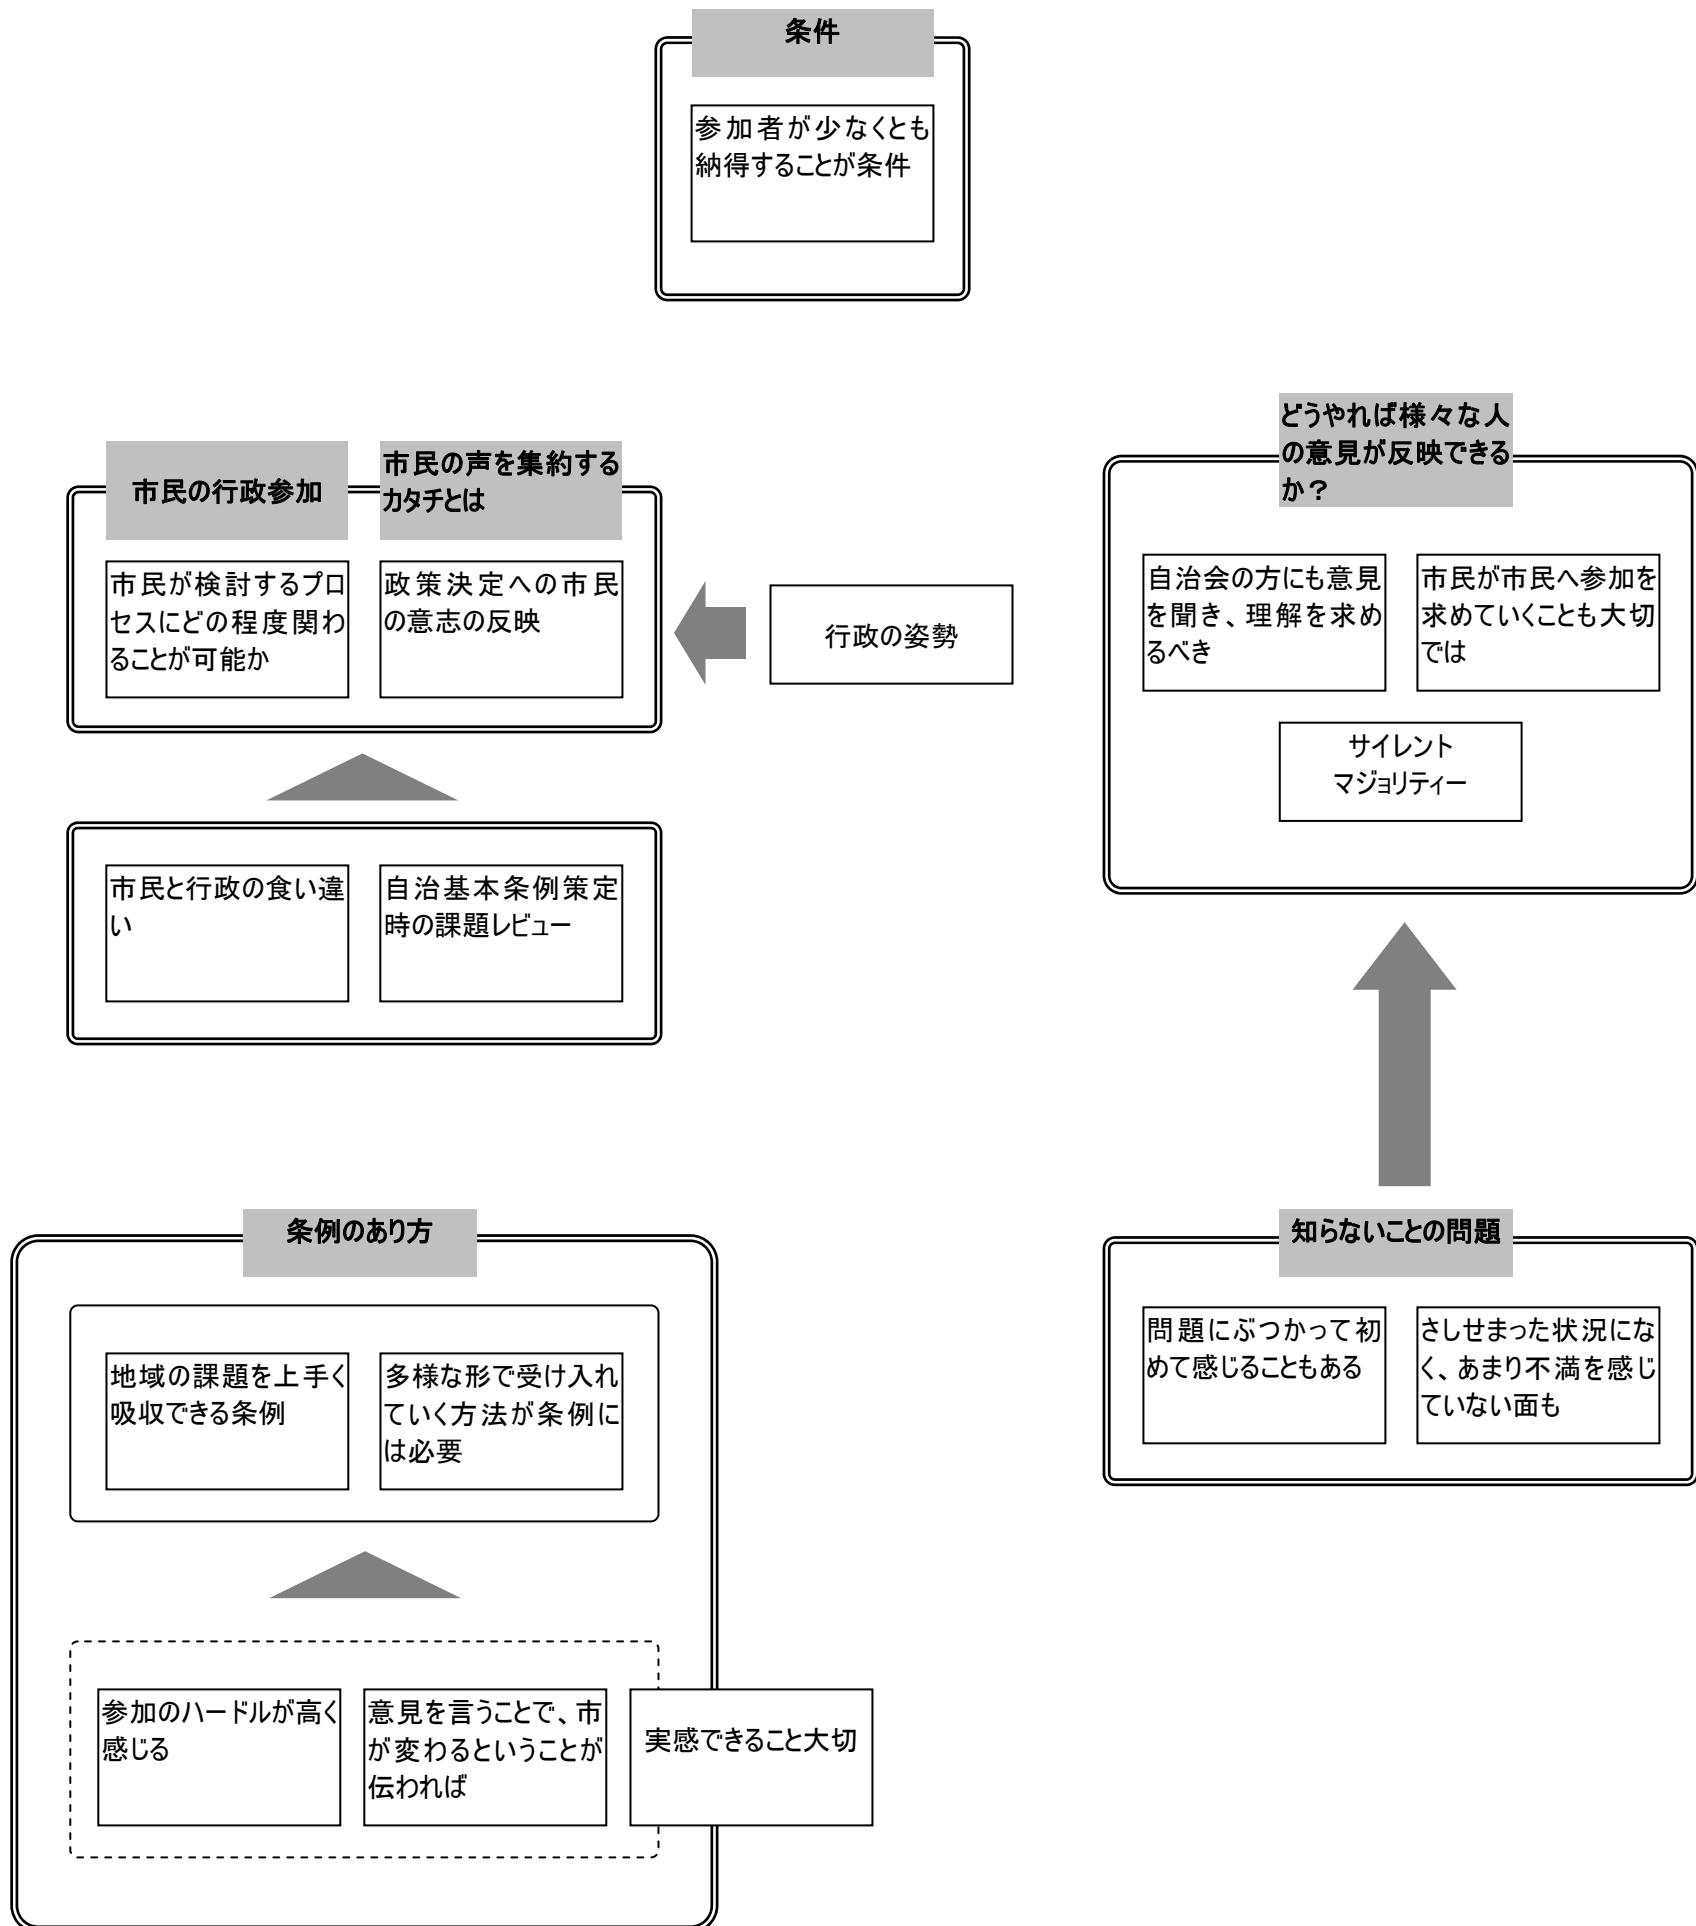 条件
参加者が少なくとも
納得することが条件
市民の行政参加
市民の声を集約する
カタチとは
市民が検討するプロ
セスにどの程度関わ
ることが可能か
政策決定への市民
の意志の反映
行政の姿勢
市民と行政の食い違
い
自治基本条例策定
時の課題レビュー
どうやれば様々な人
の意見が反映できる
か？
自治会の方にも意見
を聞き、理解を求め
るべき
市民が市民へ参加を
求めていくことも大切
では
サイレント
マジョリティー
知らないことの問題
問題にぶつかって初
めて感じることもある
さしせまった状況にな
く、あまり不満を感じ
ていない面も
条例のあり方
地域の課題を上手く
吸収できる条例
多様な形で受け入れ
ていく方法が条例に
は必要
参加のハードルが高く
感じる
意見を言うことで、市
が変わるということが
伝われば
実感できること大切